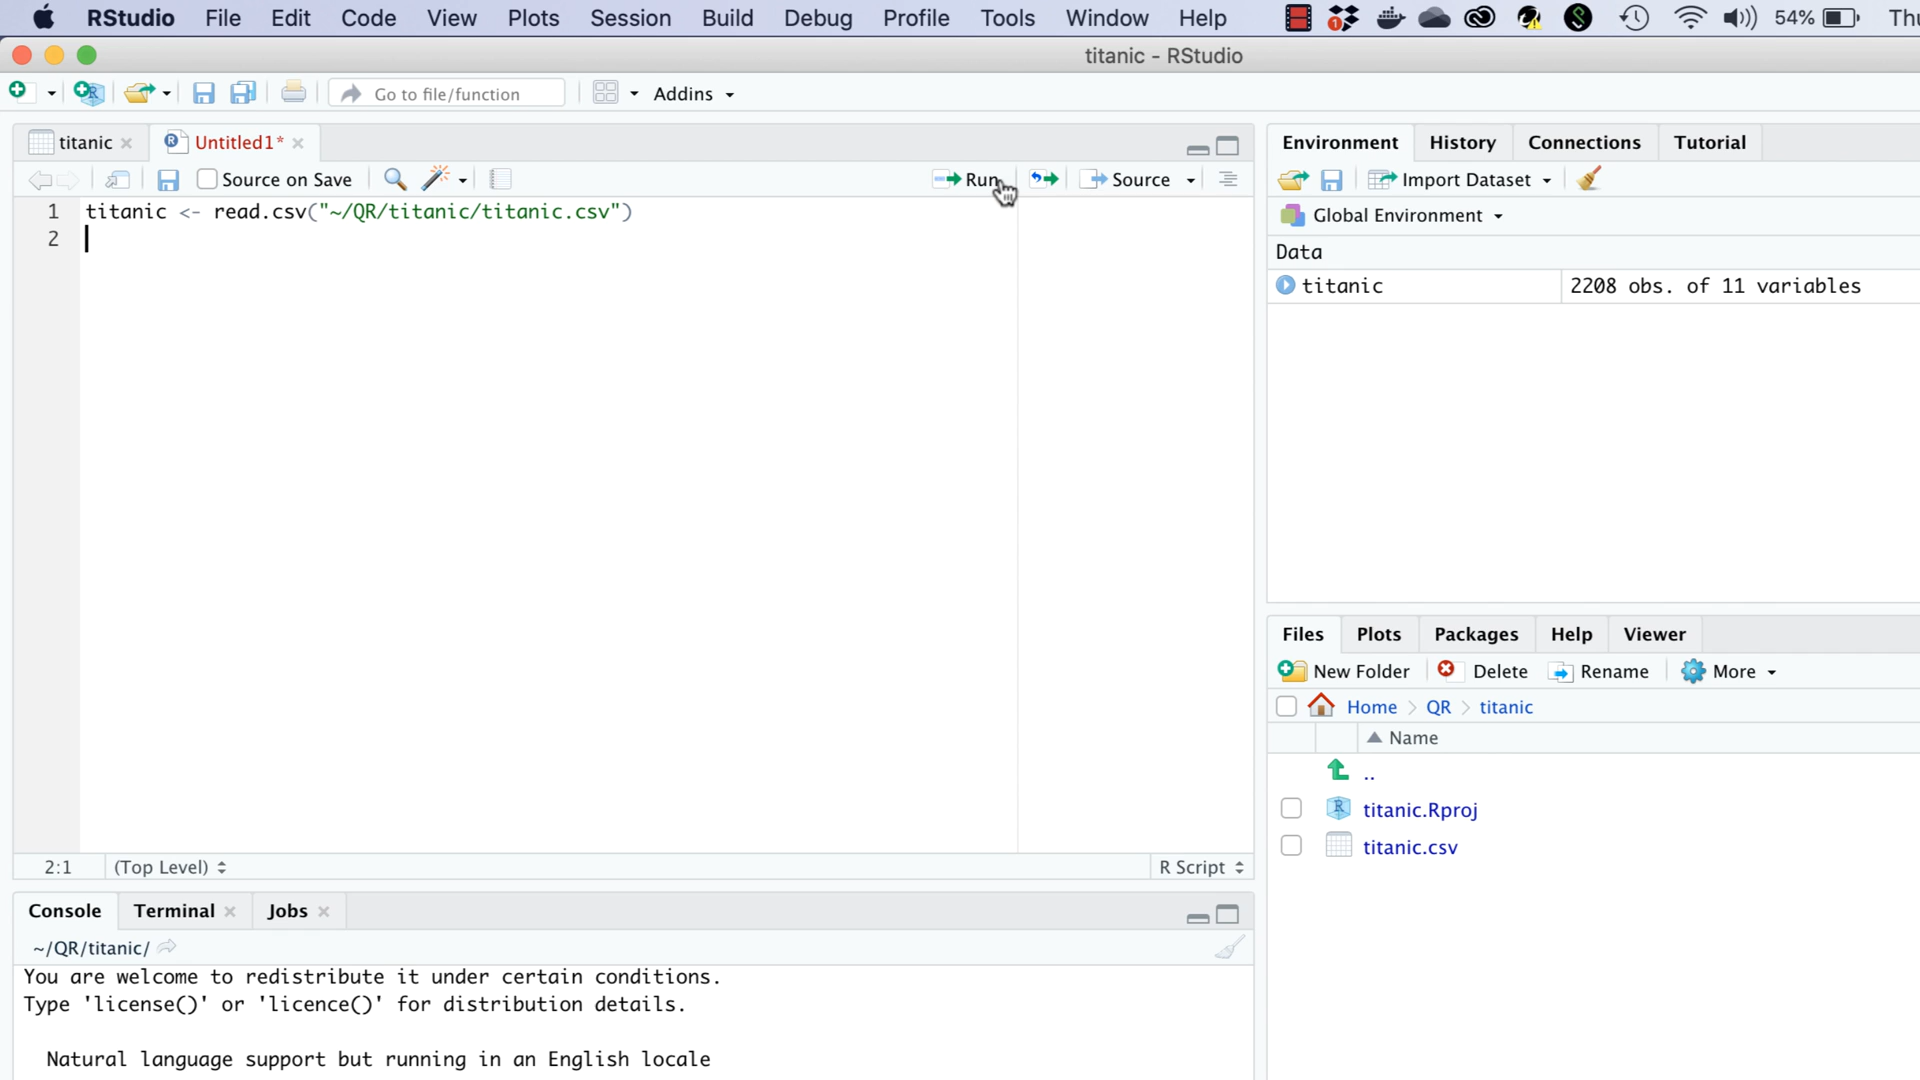 RStudio File Edit Code View Plots Session Build Debug Profile Tools Window Help 1 54% Thu
titanic - RStudio
Go to file/function Addins
titanic Untitled1*
Source on Save Run Source
1 titanic <- read.csv("~/QR/titanic/titanic.csv")
2
2:1 (Top Level) R Script
Console Terminal Jobs
~/QR/titanic/
You are welcome to redistribute it under certain conditions.
Type 'license()' or 'licence()' for distribution details.
Natural language support but running in an English locale
Environment History Connections Tutorial
Import Dataset
Global Environment
Data
titanic 2208 obs. of 11 variables
Files Plots Packages Help Viewer
New Folder Delete Rename More
Home QR titanic
Name
..
titanic.Rproj
titanic.csv